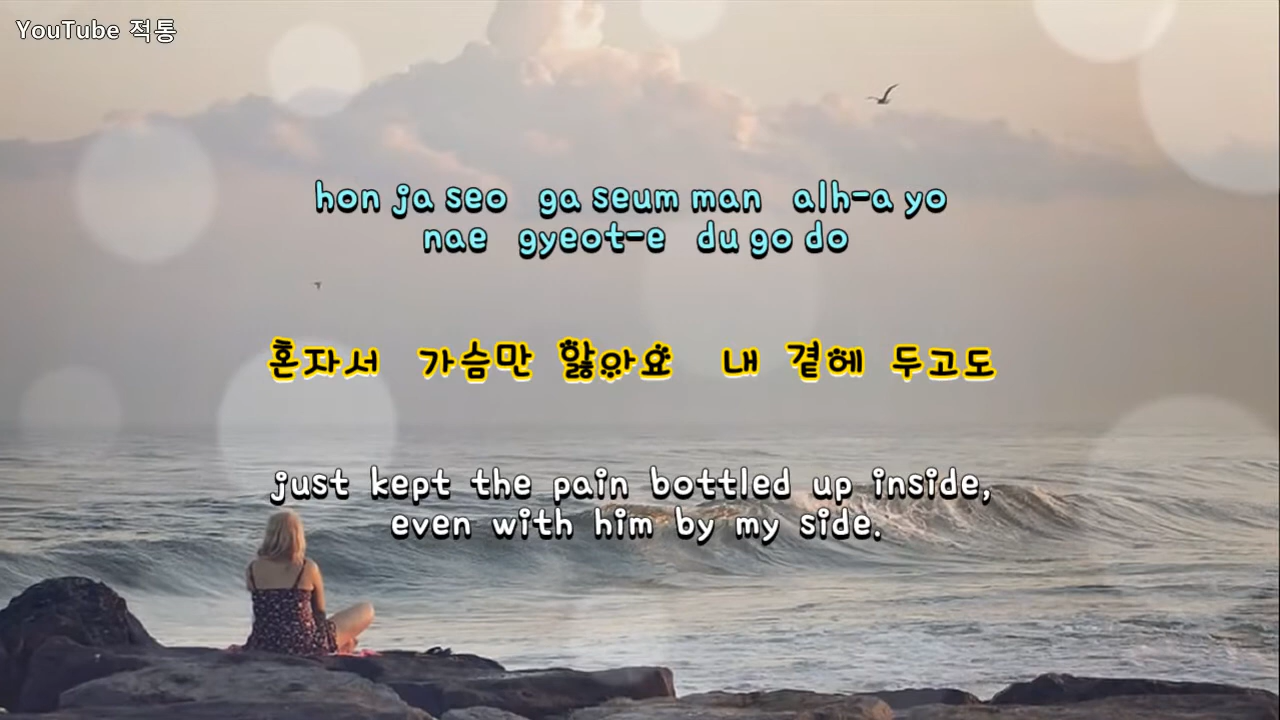 YouTube 적통
hon ja seo ga seum man alh-a yo
nae gyeot-e du go do
혼자서 가슴만 앓아요 내 곁에 두고도
just kept the pain bottled up inside,
even with him by my side.